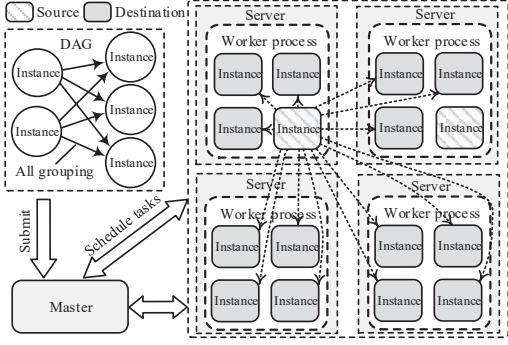 Source
Destination
DAG
Instance
Instance
Instance
Instance
Instance
All grouping
Submit
Schedule tasks
Master
Server
Worker process
Instance
Instance
Instance
Instance
Server
Worker process
Instance
Instance
Instance
Instance
Server
Worker process
Instance
Instance
Instance
Instance
Server
Worker process
Instance
Instance
Instance
Instance